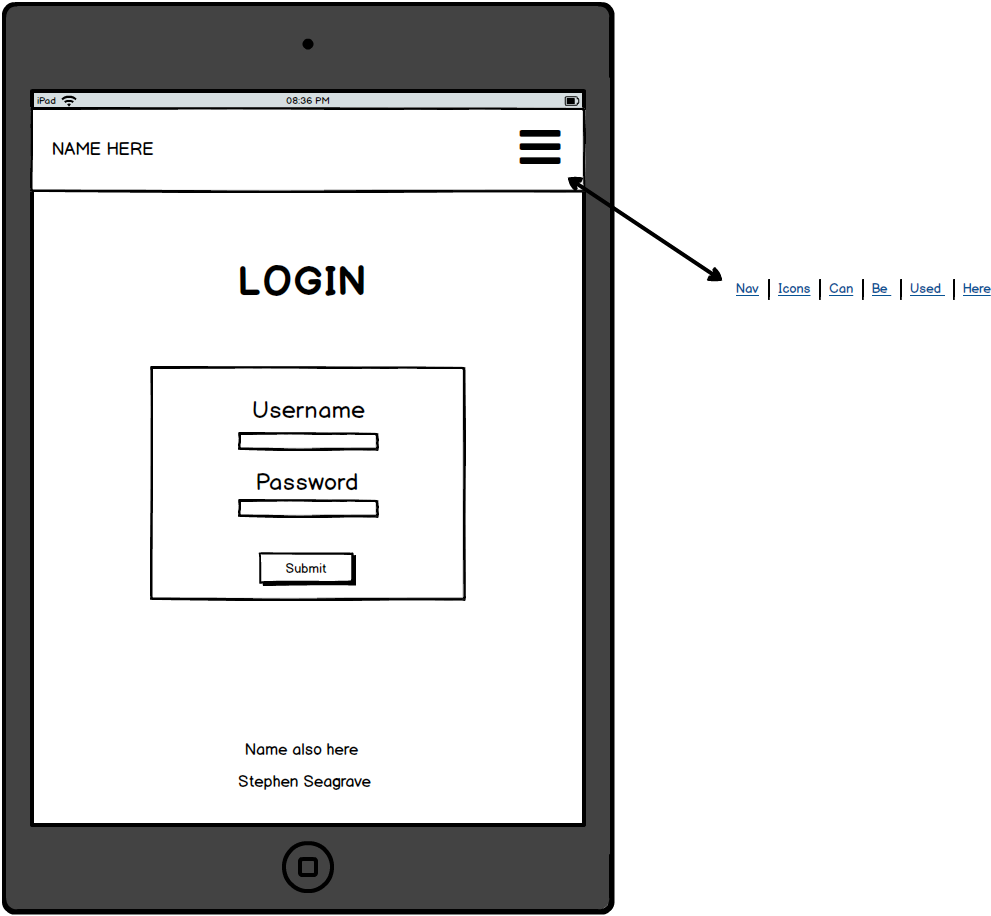 iPad 08:36 PM
NAME HERE
LOGIN
Nav | Icons | Can | Be | Used | Here
Username
Password
Submit
Name also here
Stephen Seagrave